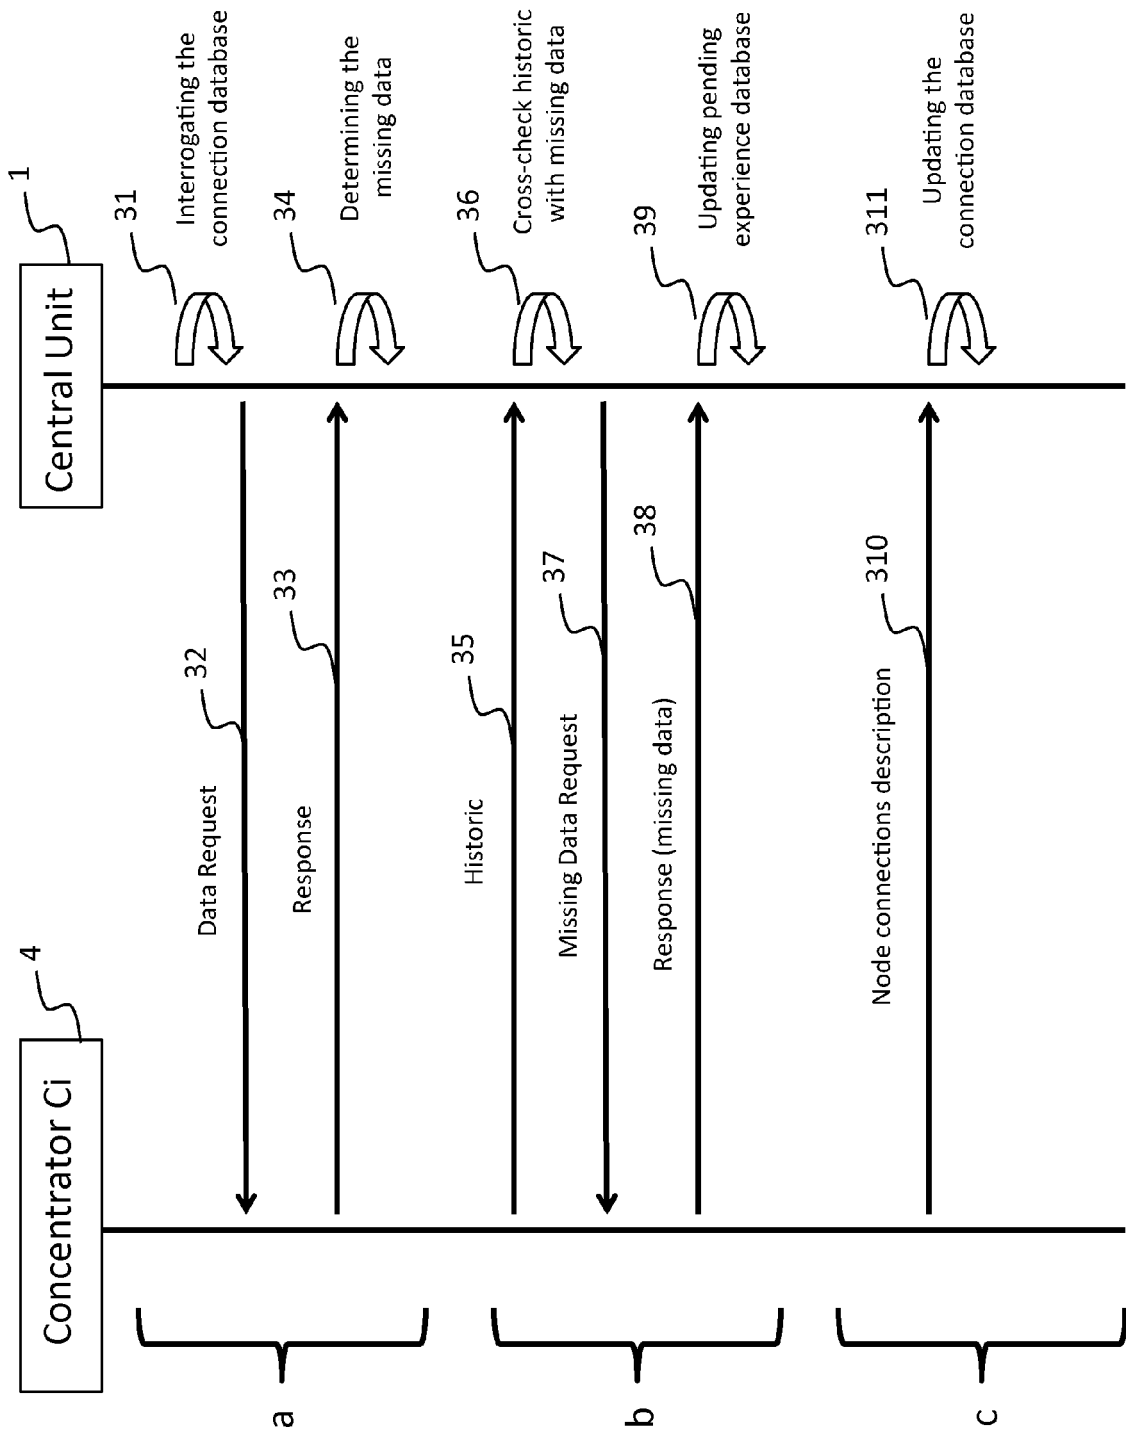 Concentrator Ci
4
Central Unit
1
a
31
Interrogating the
connection database
Data Request
32
Response
33
34
Determining the
missing data
b
Historic
35
36
Cross-check historic
with missing data
Missing Data Request
37
Response (missing data)
38
39
Updating pending
experience database
c
Node connections description
310
311
Updating the
connection database